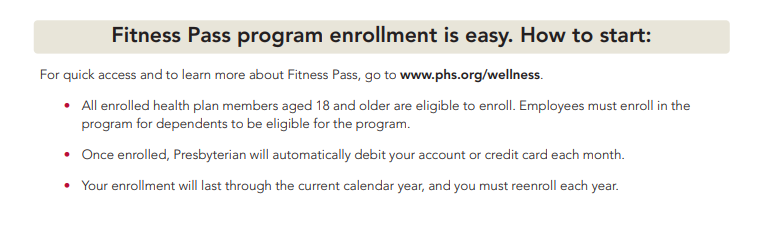 Fitness Pass program enrollment is easy. How to start:
For quick access and to learn more about Fitness Pass, go to www.phs.org/wellness.
• All enrolled health plan members aged 18 and older are eligible to enroll. Employees must enroll in the
program for dependents to be eligible for the program.
• Once enrolled, Presbyterian will automatically debit your account or credit card each month.
• Your enrollment will last through the current calendar year, and you must reenroll each year.